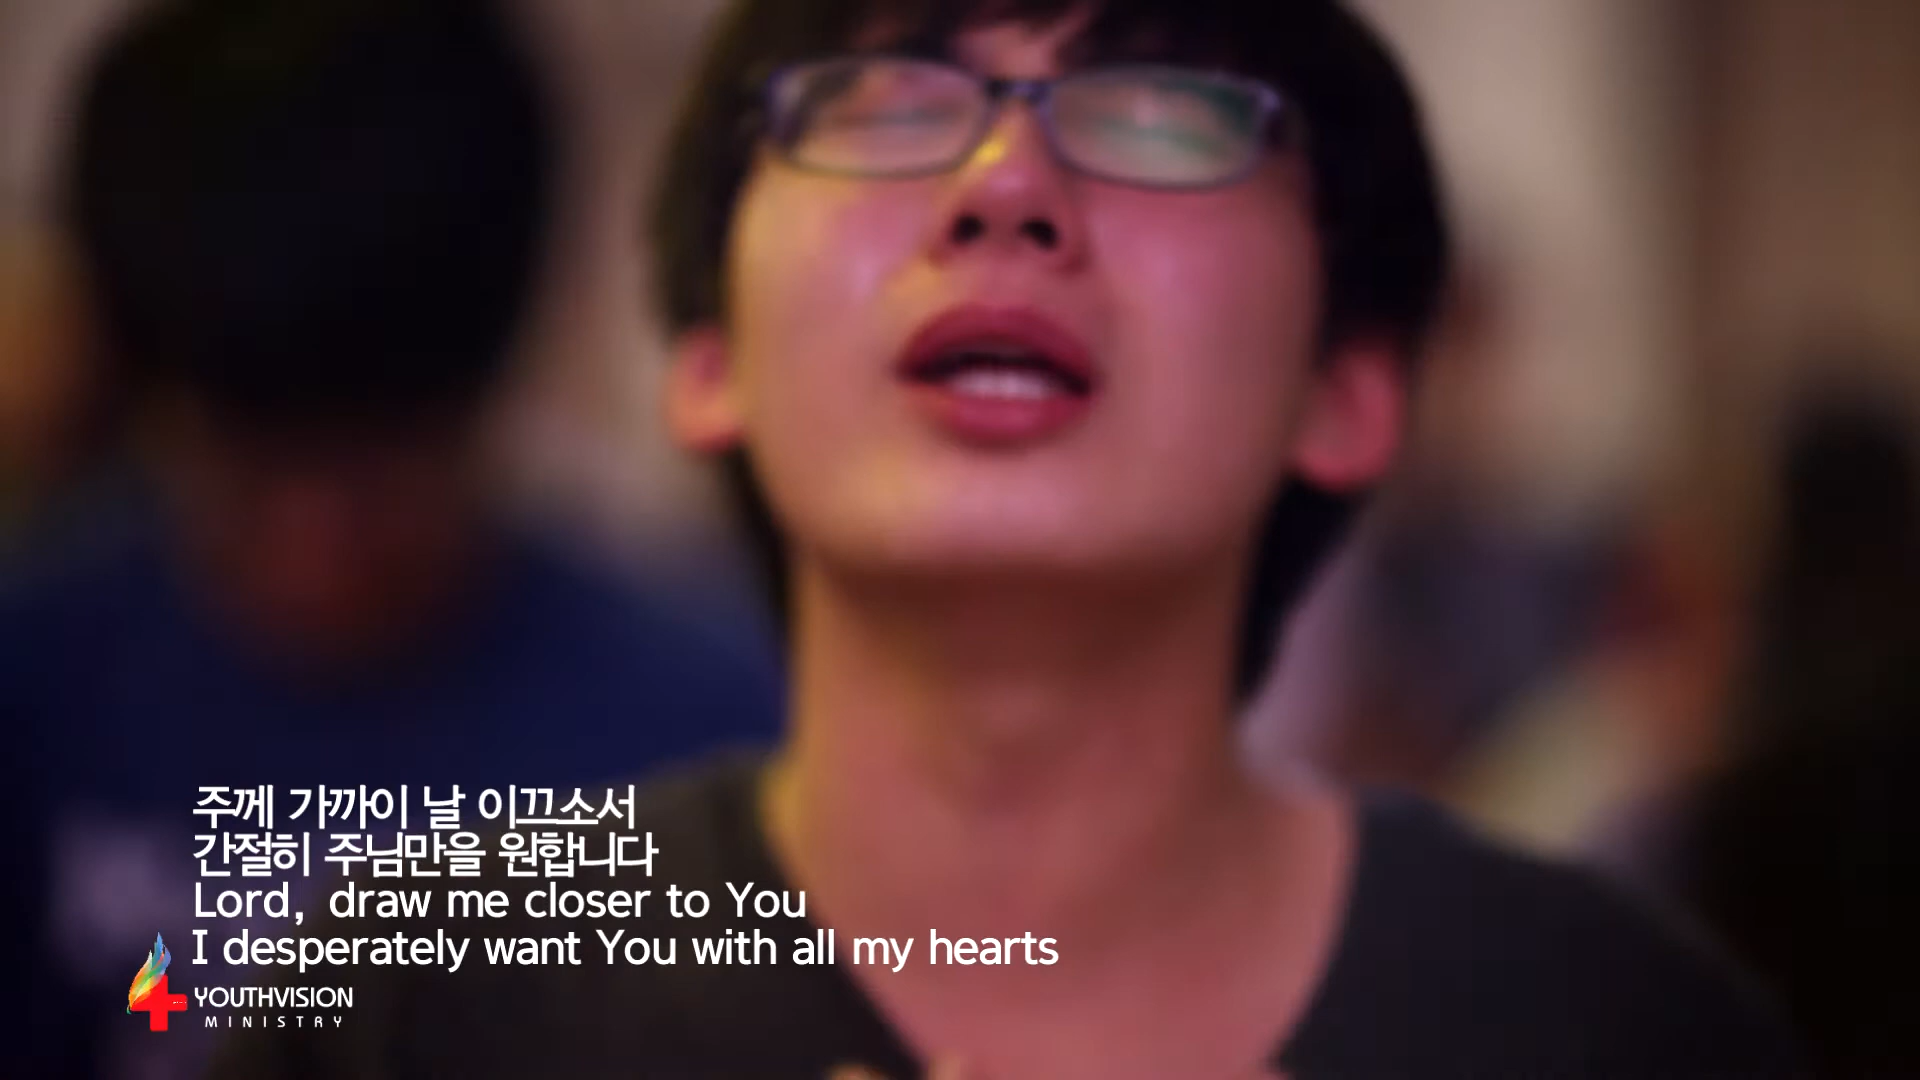 주께 가까이 날 이끄소서
간절히 주님만을 원합니다
Lord, draw me closer to You
I desperately want You with all my hearts
YOUTHVISION
MINISTRY